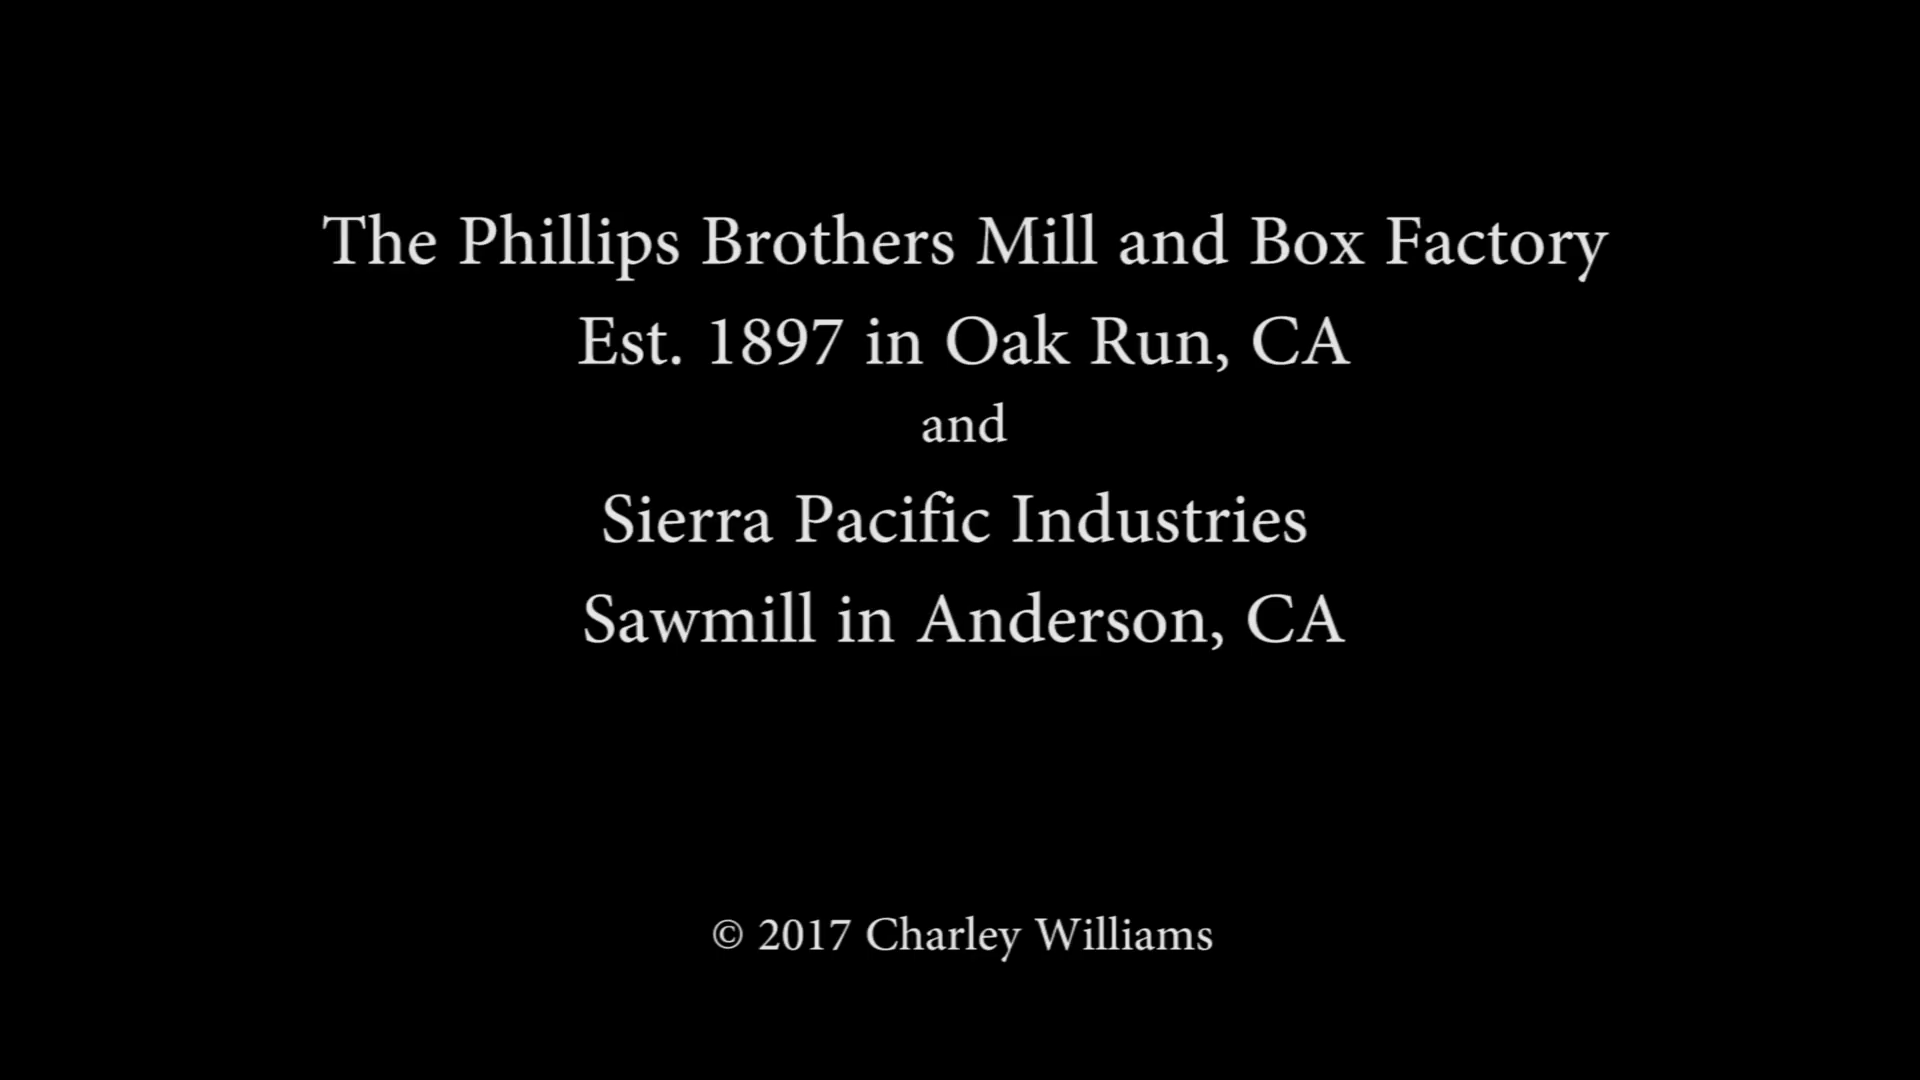 The Phillips Brothers Mill and Box Factory
Est. 1897 in Oak Run, CA
and
Sierra Pacific Industries
Sawmill in Anderson, CA
© 2017 Charley Williams